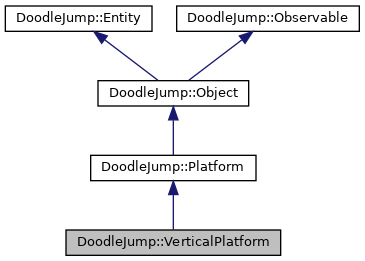 DoodleJump::Entity
DoodleJump::Observable
DoodleJump::Object
DoodleJump::Platform
DoodleJump::VerticalPlatform